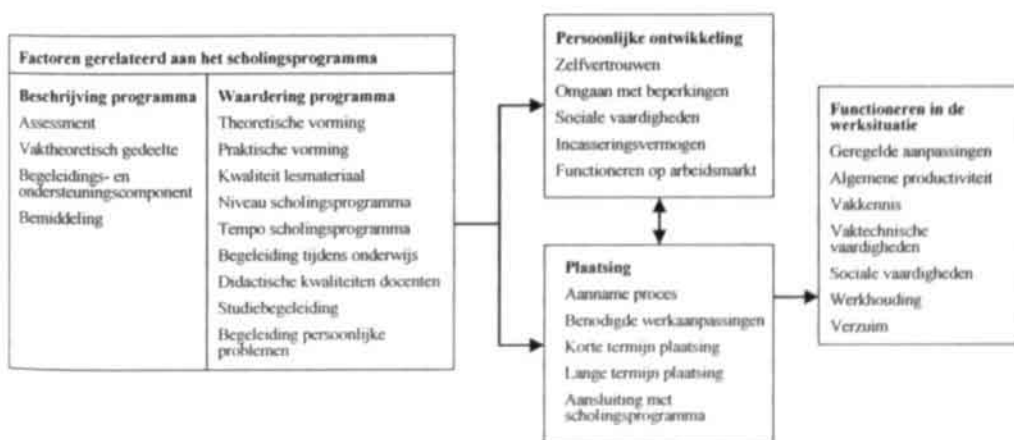 Factoren gerelateerd aan het scholingsprogramma
Beschrijving programma
Assessment
Vaktheoretisch gedeelte
Begeleidings- en
ondersteuningscomponent
Bemiddeling
Waardering programma
Theoretische vorming
Praktische vorming
Kwaliteit lesmateriaal
Niveau scholingsprogramma
Tempo scholingsprogramma
Begeleiding tijdens onderwijs
Didactische kwaliteiten docenten
Studiebegeleiding
Begeleiding persoonlijke
problemen
Persoonlijke ontwikkeling
Zelfvertrouwen
Omgaan met beperkingen
Sociale vaardigheden
Incasseringsvermogen
Functioneren op arbeidsmarkt
Plaatsing
Aanname proces
Benodigde werkaanpassingen
Korte termijn plaatsing
Lange termijn plaatsing
Aansluiting met
scholingsprogramma
Functioneren in de
werksituatie
Geregelde aanpassingen
Algemene productiviteit
Vakkennis
Vaktechnische
vaardigheden
Sociale vaardigheden
Werkhouding
Verzuim